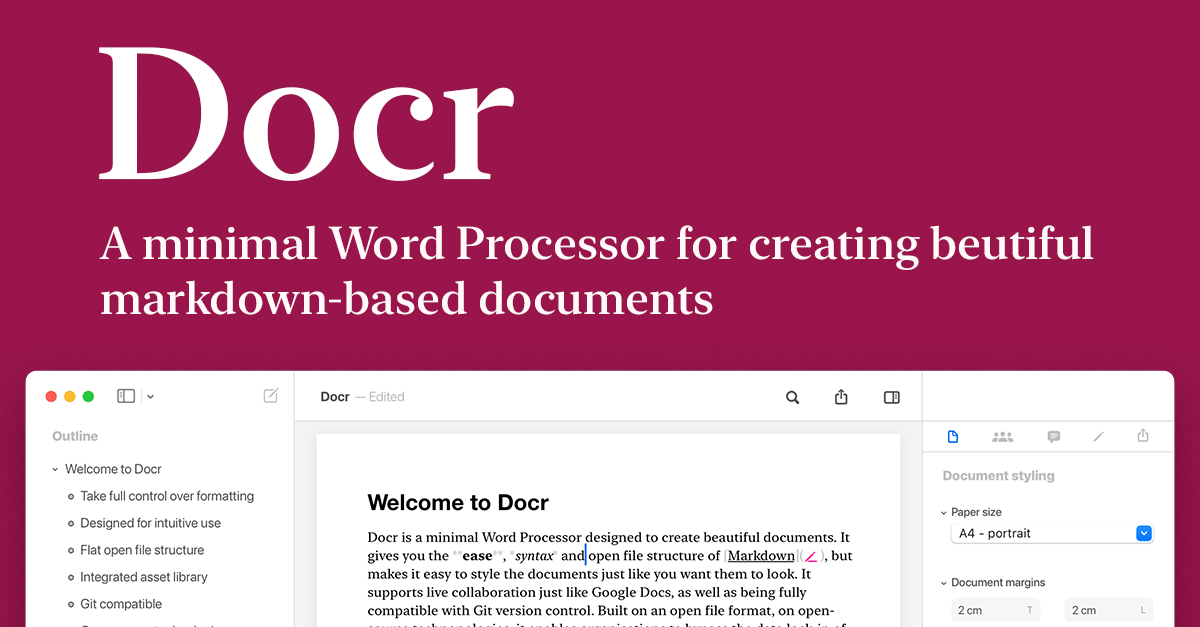 Docr
A minimal Word Processor for creating beutiful
markdown-based documents
Docr — Edited
Outline
Welcome to Docr
Take full control over formatting
Designed for intuitive use
Flat open file structure
Integrated asset library
Git compatible
Welcome to Docr
Docr is a minimal Word Processor designed to create beautiful documents. It
gives you the **ease**, *syntax* and open file structure of [Markdown]( ), but
makes it easy to style the documents just like you want them to look. It
supports live collaboration just like Google Docs, as well as being fully
compatible with Git version control. Built on an open file format, on open-
Document styling
Paper size
A4 - portrait
Document margins
2 cm T
2 cm L